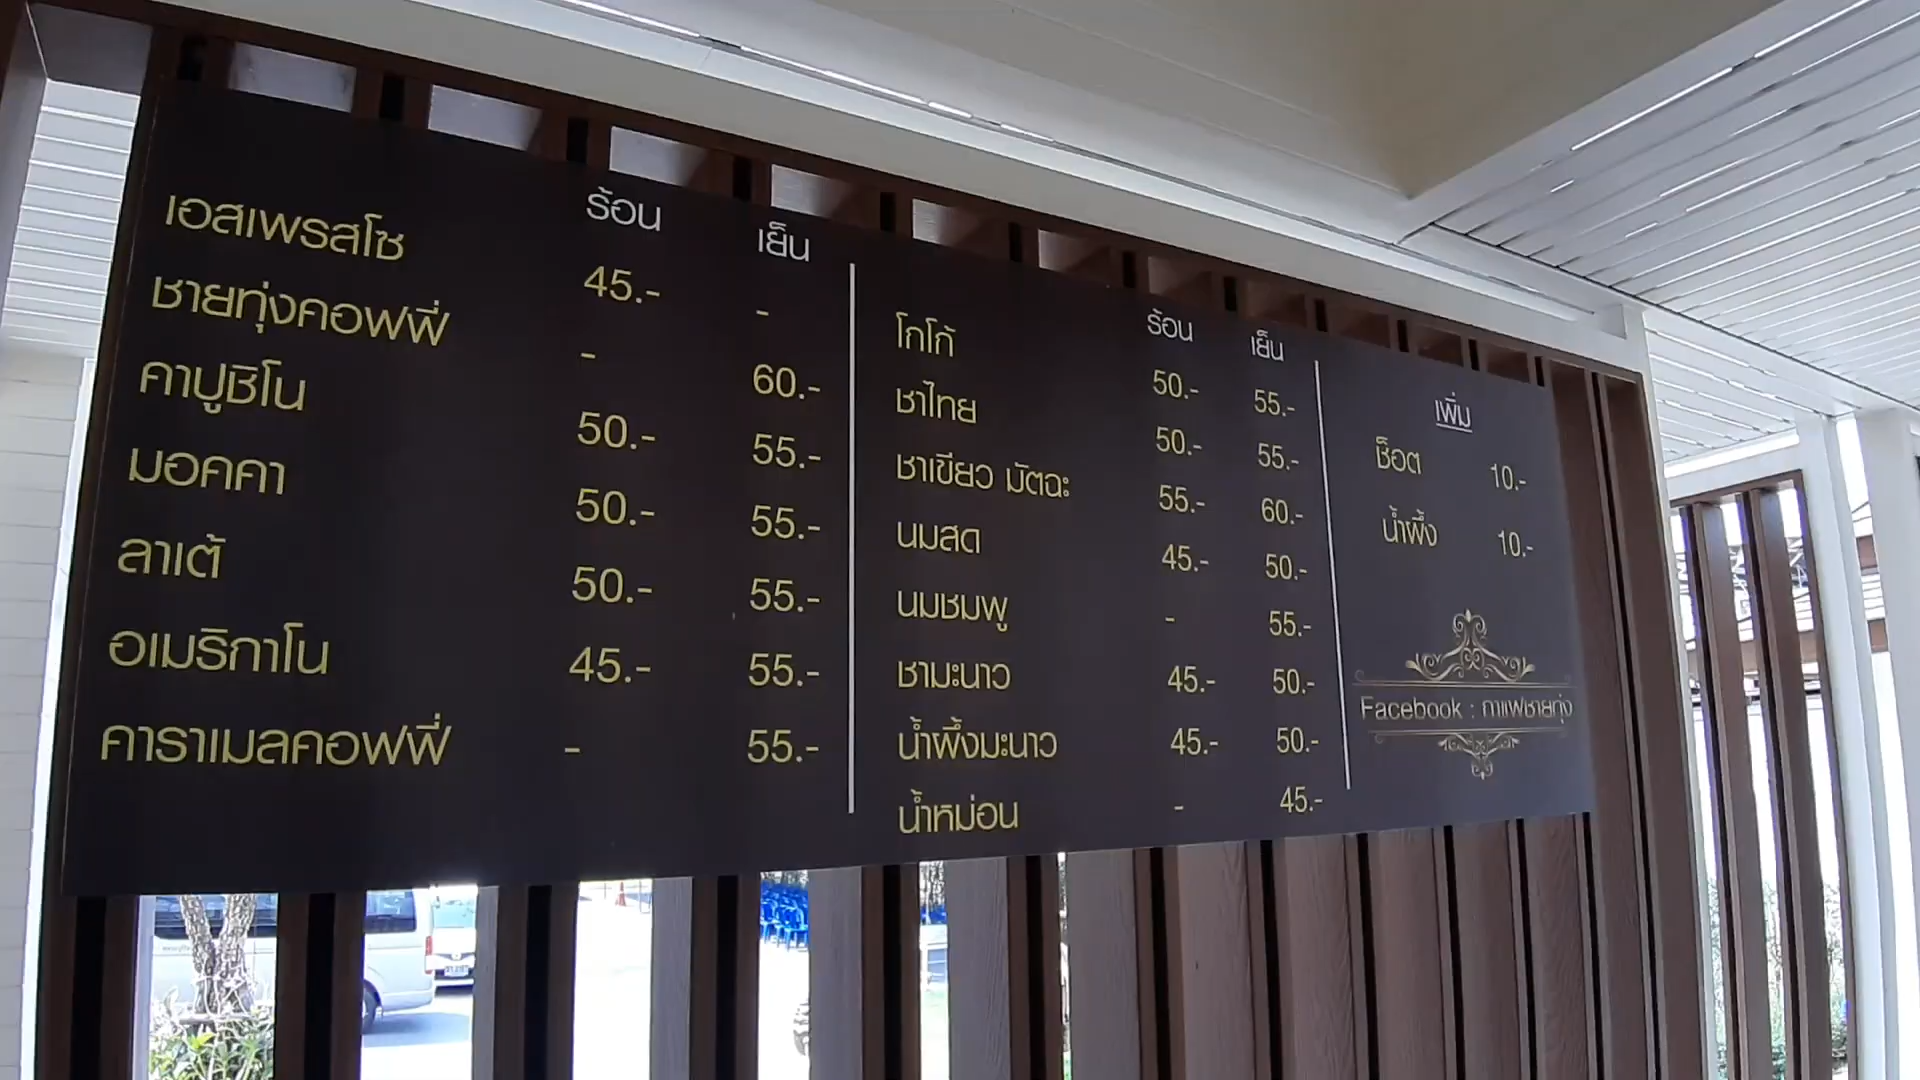 ร้อน เย็น
เอสเพรสโซ 45.- -
ชายทุ่งคอฟฟี่ - 60.-
คาปูชิโน 50.- 55.-
มอคคา 50.- 55.-
ลาเต้ 50.- 55.-
อเมริกาโน 45.- 55.-
คาราเมลคอฟฟี่ - 55.-
ร้อน เย็น
โกโก้ 50.- 55.-
ชาไทย 50.- 55.-
ชาเขียว มัตฉะ 55.- 60.-
นมสด 45.- 50.-
นมชมพู - 55.-
ชามะนาว 45.- 50.-
น้ำผึ้งมะนาว 45.- 50.-
น้ำหม่อน - 45.-
เพิ่ม
ช็อต 10.-
น้ำผึ้ง 10.-
Facebook : กาแฟชายทุ่ง